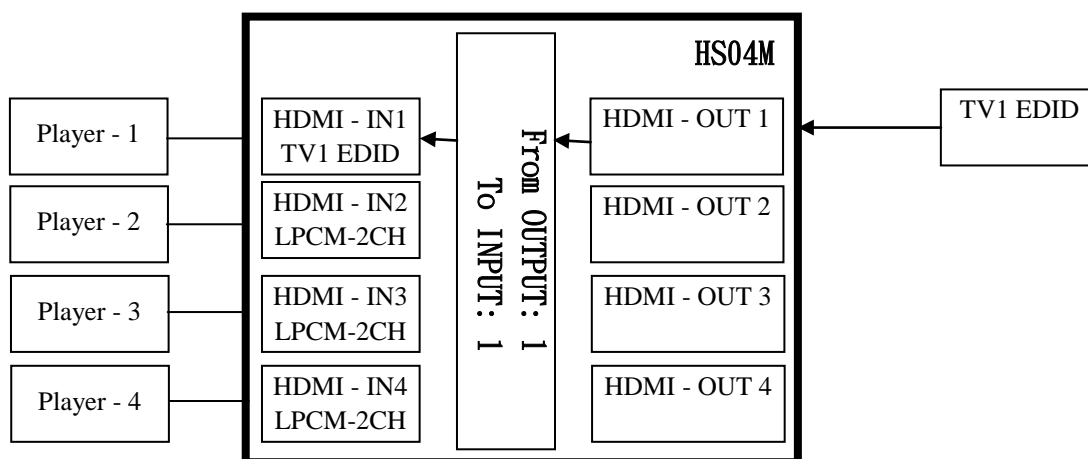 HS04M
Player - 1
HDMI - IN1
TV1 EDID
From OUTPUT: 1
To INPUT: 1
HDMI - OUT 1
TV1 EDID
Player - 2
HDMI - IN2
LPCM-2CH
HDMI - OUT 2
Player - 3
HDMI - IN3
LPCM-2CH
HDMI - OUT 3
Player - 4
HDMI - IN4
LPCM-2CH
HDMI - OUT 4